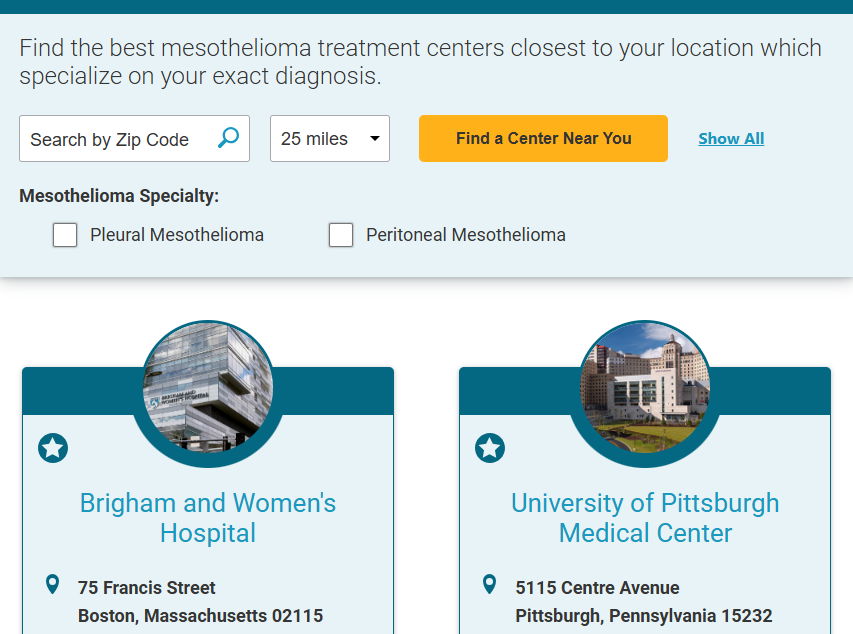 Find the best mesothelioma treatment centers closest to your location which
specialize on your exact diagnosis.
Search by Zip Code
25 miles
Find a Center Near You
Show All
Mesothelioma Specialty:
Pleural Mesothelioma
Peritoneal Mesothelioma
BRIGHAM AND
WOMEN'S HOSPITAL
Brigham and Women's
Hospital
75 Francis Street
Boston, Massachusetts 02115
University of Pittsburgh
Medical Center
5115 Centre Avenue
Pittsburgh, Pennsylvania 15232